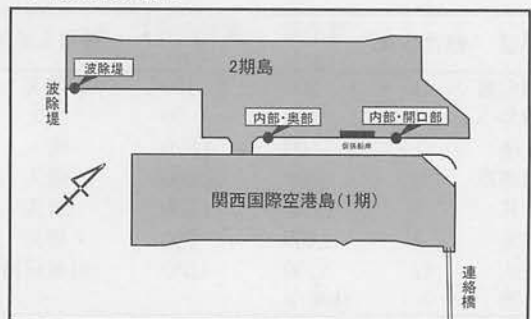 2期島
波除堤
波除堤
内部・奥部
内部・開口部
仮係船岸
関西国際空港島(1期)
連絡橋